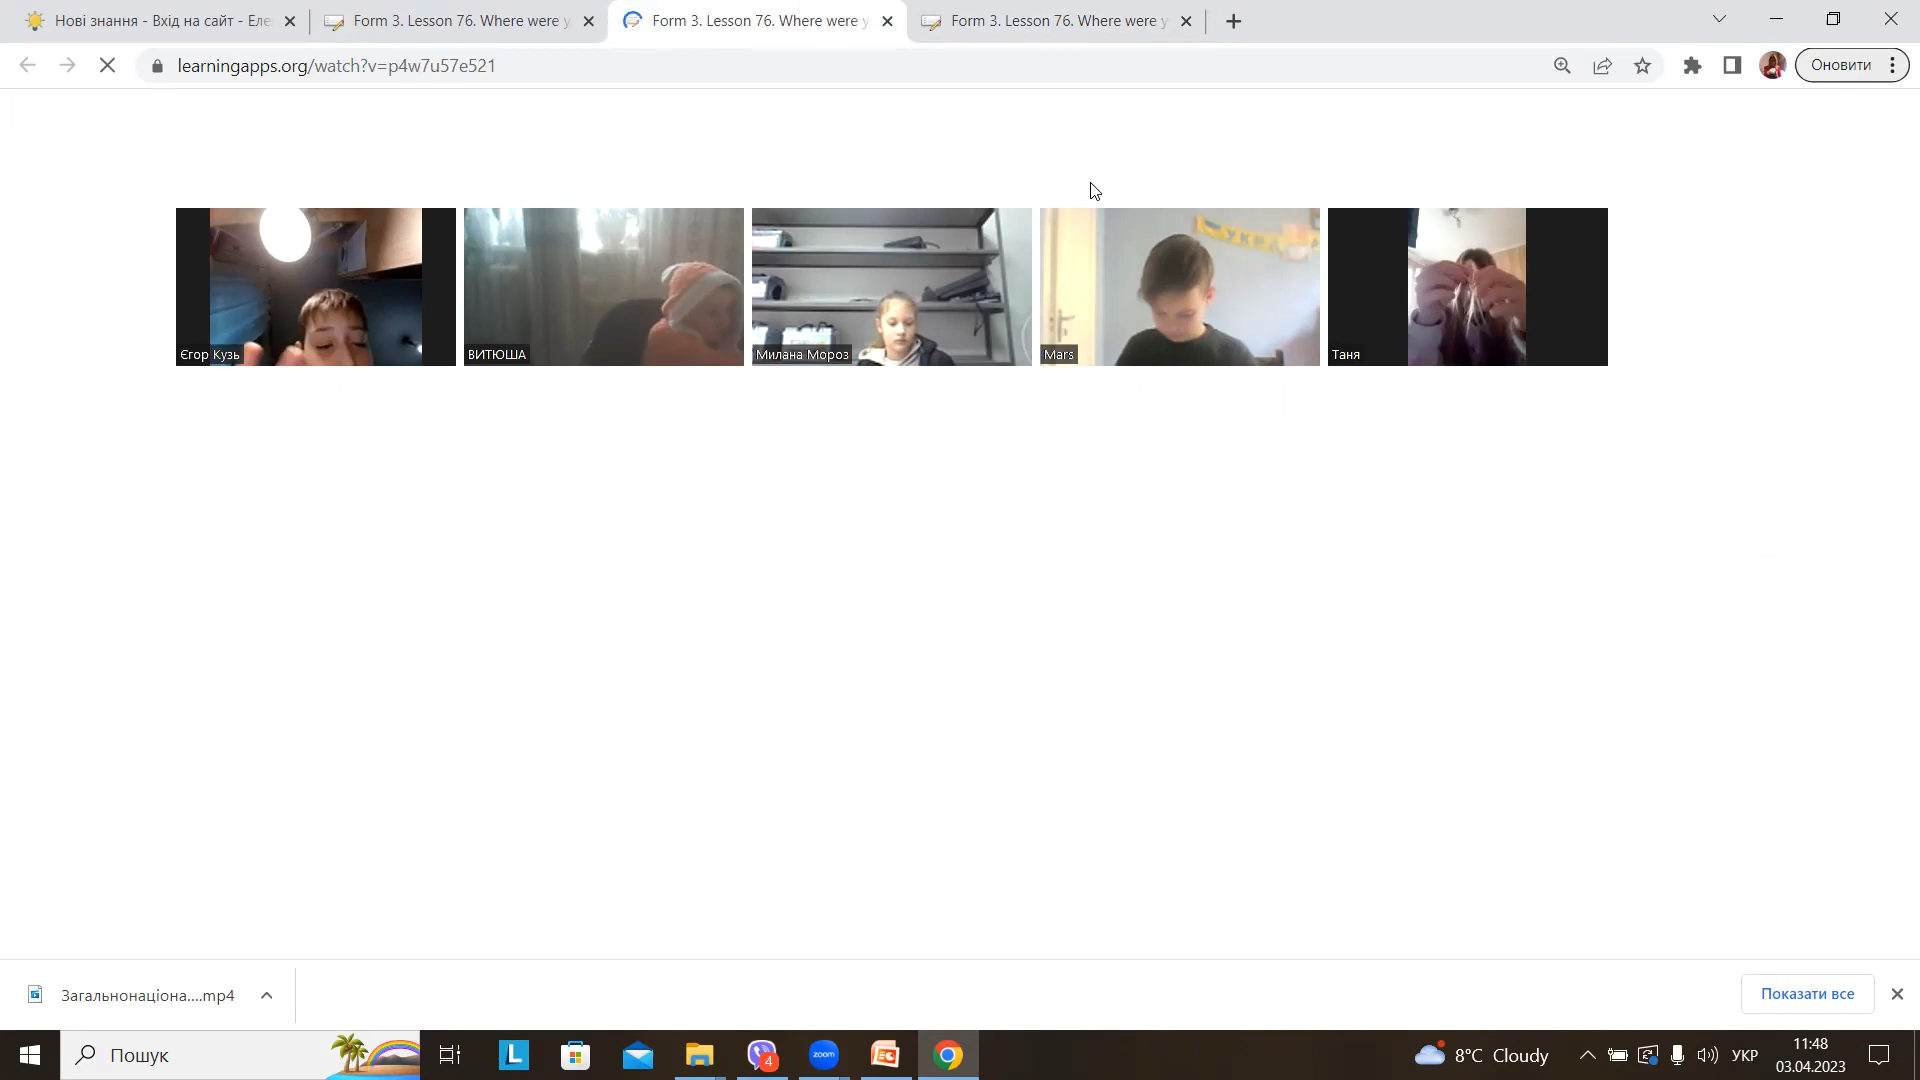 Нові знання - Вхід на сайт - Еле
Form 3. Lesson 76. Where were y
Form 3. Lesson 76. Where were y
Form 3. Lesson 76. Where were y
learningapps.org/watch?v=p4w7u57e521
Оновити
Єгор Кузь
ВИТЮША
Милана Мороз
Mars
Таня
Загальнонаціона....mp4
Показати все
Пошук
L
4
zoom
8°C Cloudy
УКР
11:48
03.04.2023